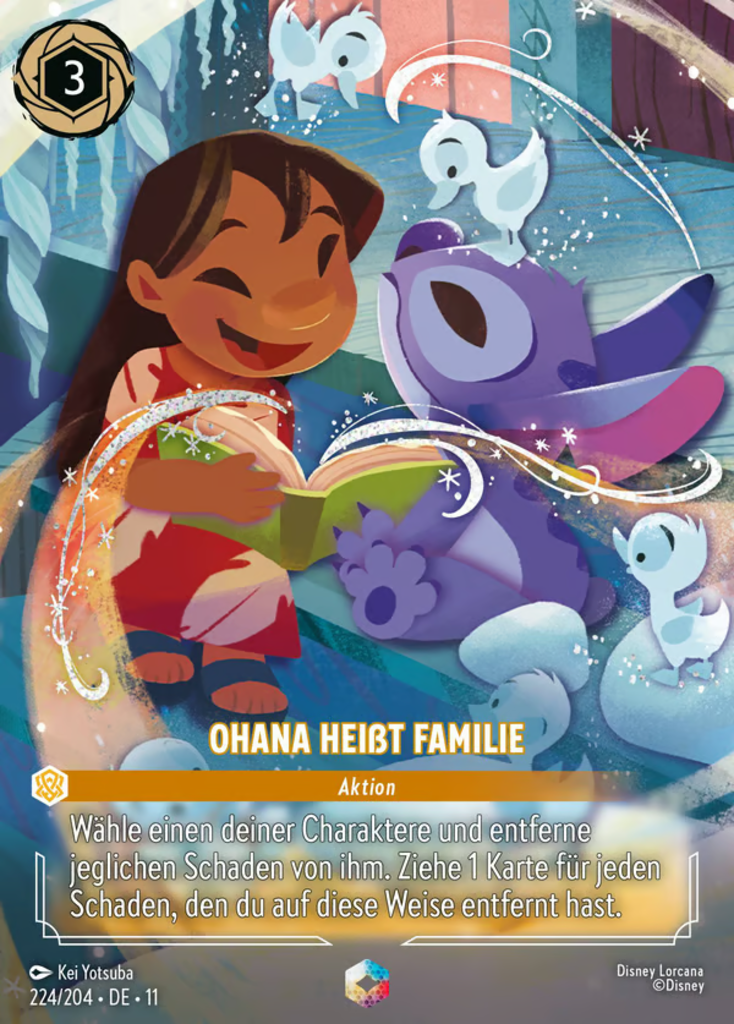 3
OHANA HEIẞT FAMILIE
Aktion
Wähle einen deiner Charaktere und entferne
jeglichen Schaden von ihm. Ziehe 1 Karte für jeden
Schaden, den du auf diese Weise entfernt hast.
Kei Yotsuba
224/204 • DE • 11
Disney Lorcana
©Disney